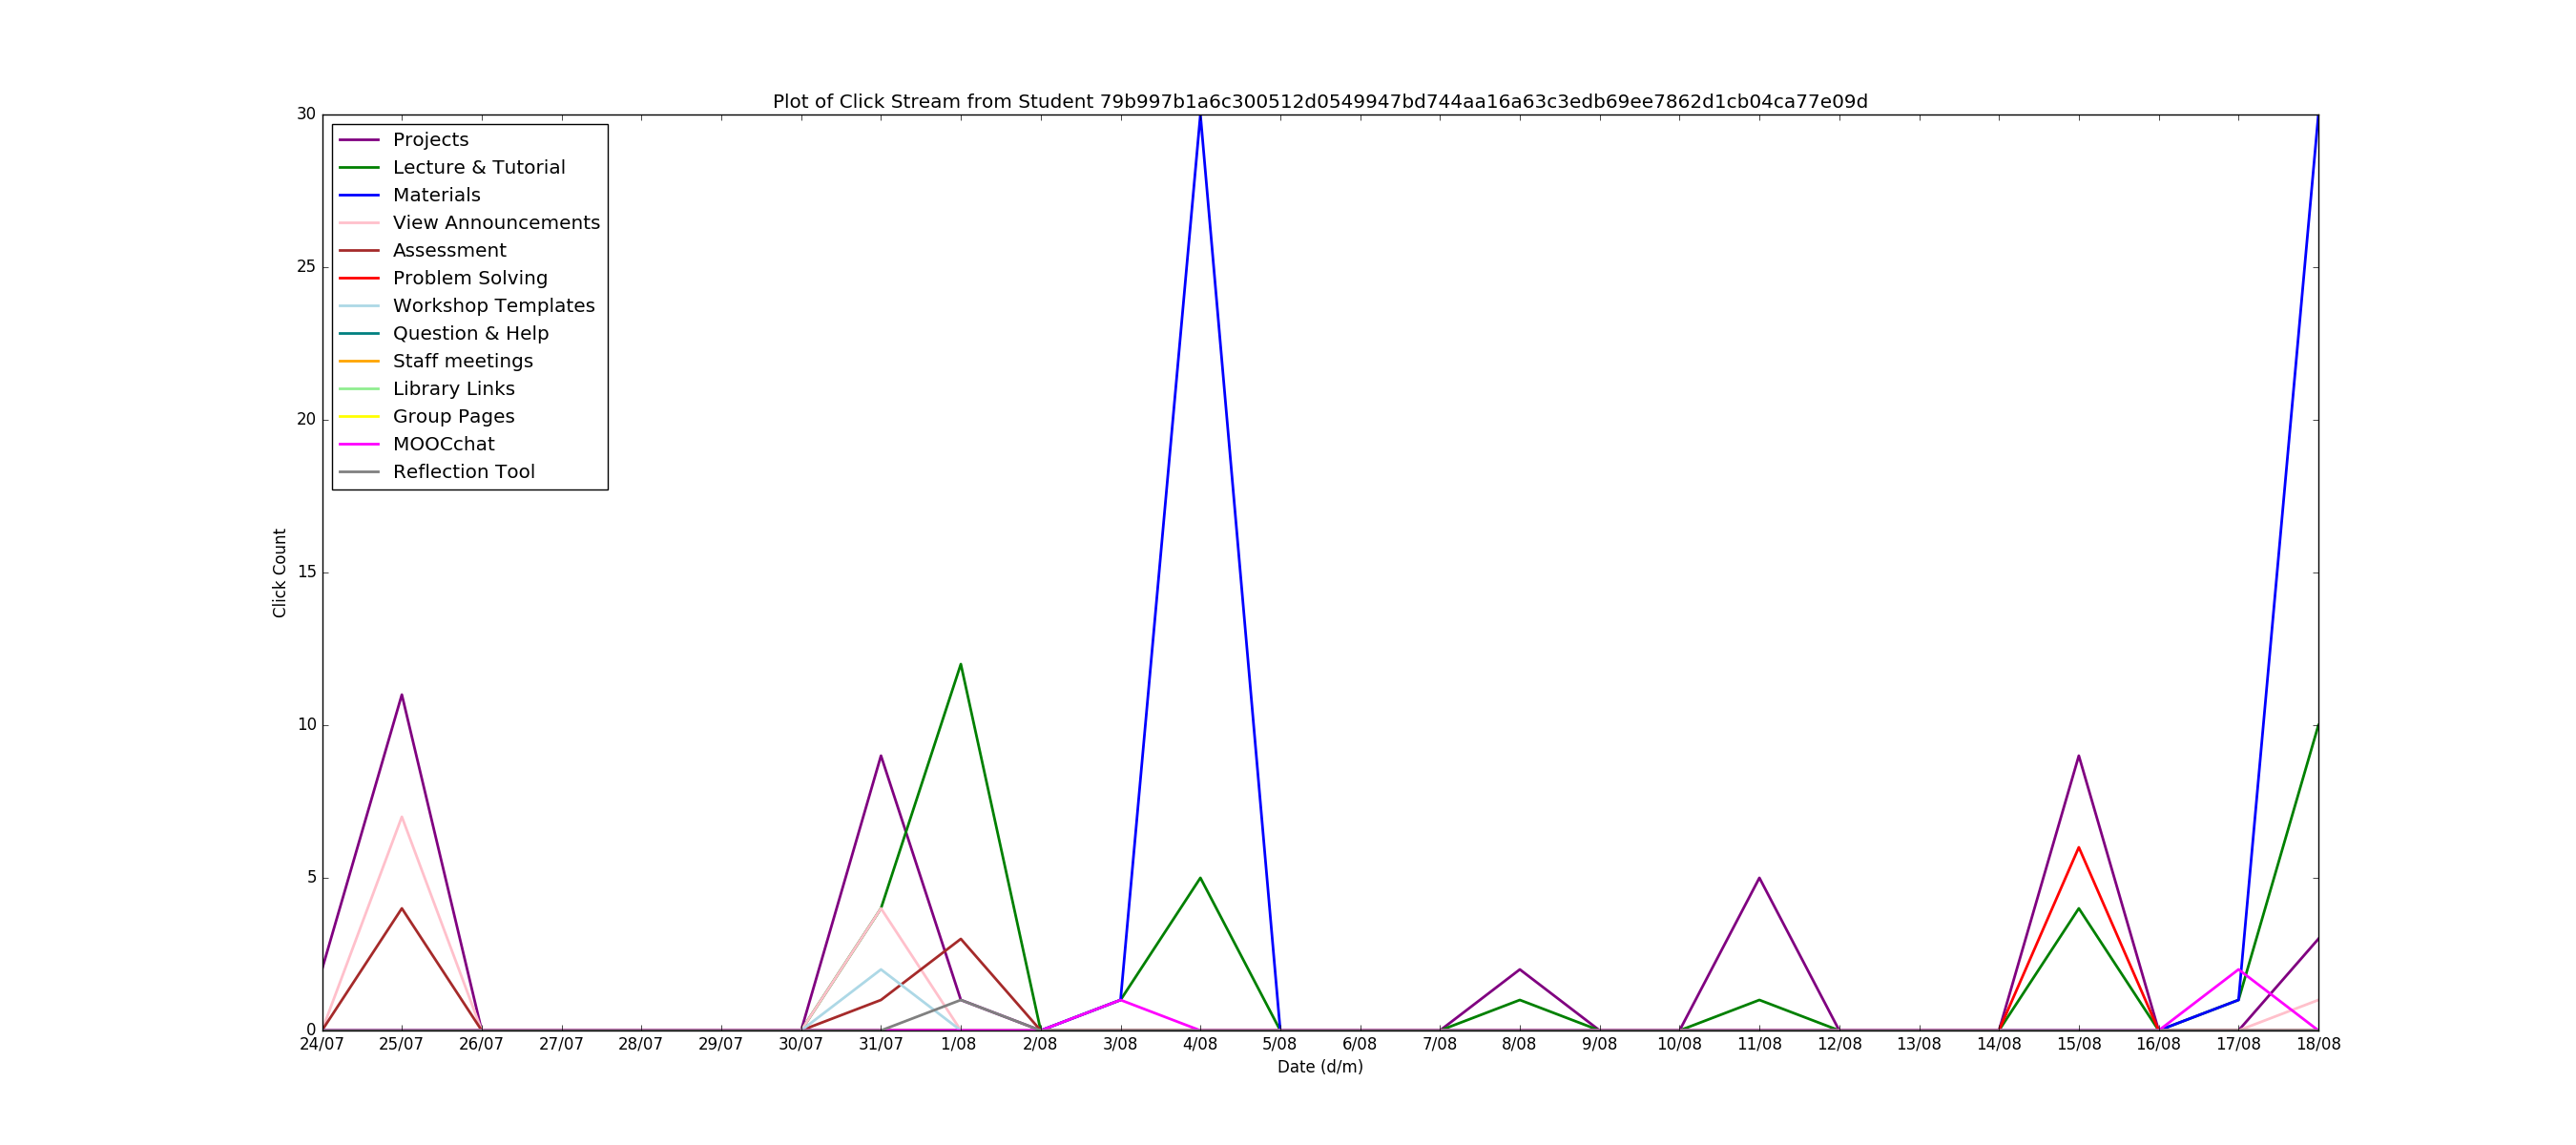 Plot of Click Stream from Student 79b997b1a6c300512d0549947bd744aa16a63c3edb69ee7862d1cb04ca77e09d
30
25
20
15
10
5
0
Click Count
Projects
Lecture & Tutorial
Materials
View Announcements
Assessment
Problem Solving
Workshop Templates
Question & Help
Staff meetings
Library Links
Group Pages
MOOCchat
Reflection Tool
24/07 25/07 26/07 27/07 28/07 29/07 30/07 31/07 1/08 2/08 3/08 4/08 5/08 6/08 7/08 8/08 9/08 10/08 11/08 12/08 13/08 14/08 15/08 16/08 17/08 18/08
Date (d/m)